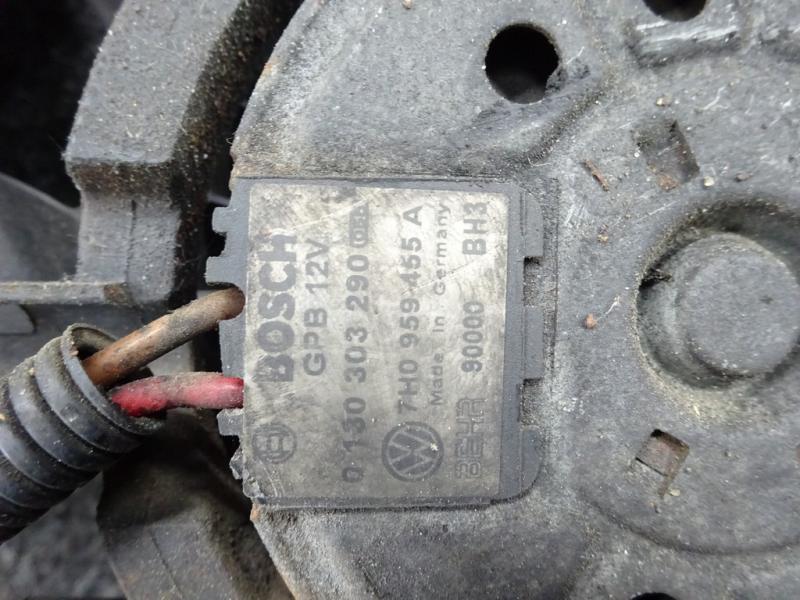 BOSCH
GPB 12V
0 130 303 290
7H0 959 455 A
Made in Germany
BEHR 90000 BH3